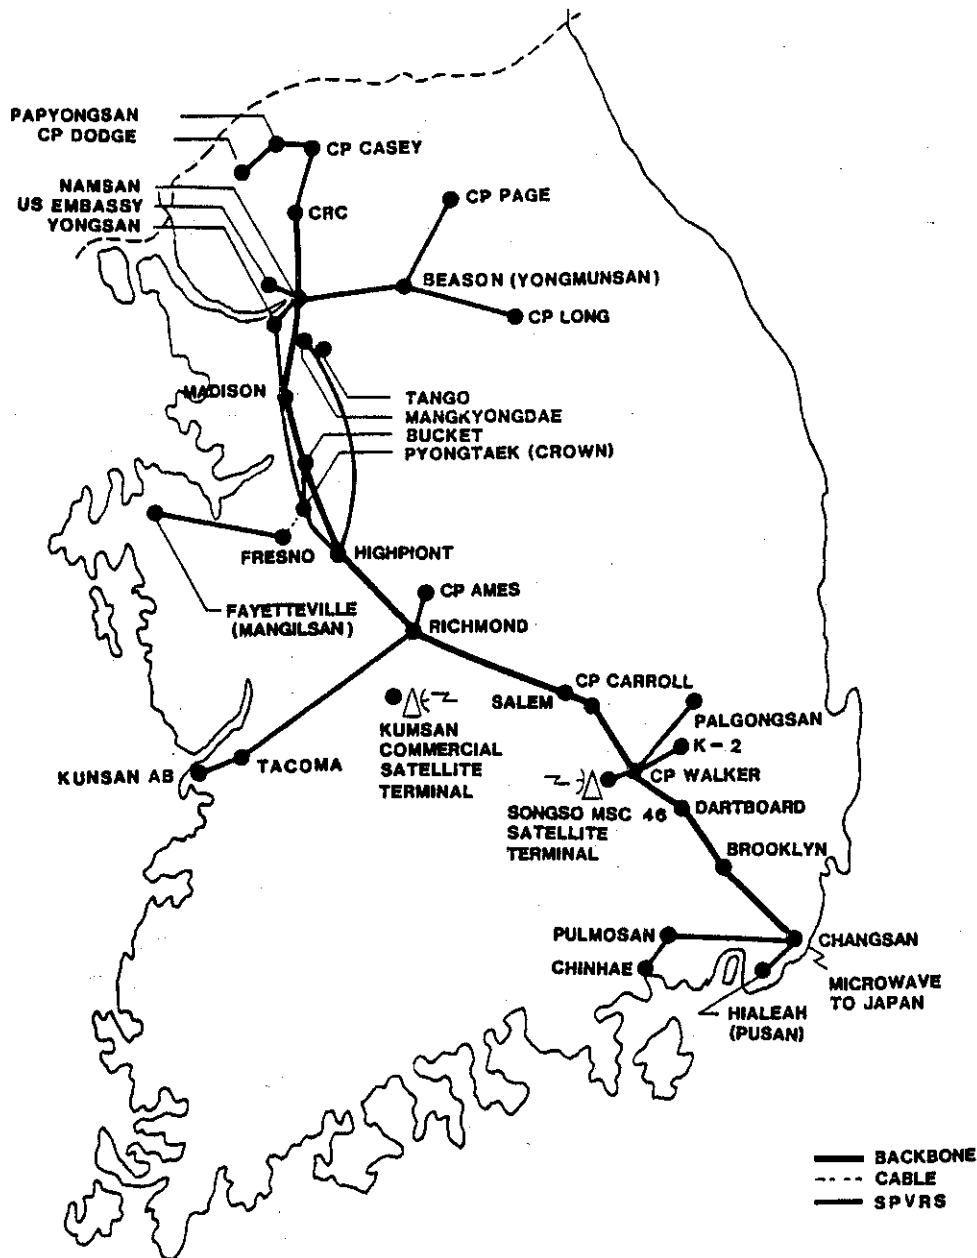 PAPYONGSAN
CP DODGE
CP CASEY
NAMSAN
US EMBASSY
YONGSAN
CRC
CP PAGE
BEASON (YONGMUNSAN)
CP LONG
MADISON
TANGO
MANGKYONGDAE
BUCKET
PYONGTAEK (CROWN)
FRESNO
HIGHPIONT
FAYETTEVILLE
(MANGILSAN)
CP AMES
RICHMOND
CP CARROLL
SALEM
PALGONGSAN
K-2
KUMSAN
COMMERCIAL
SATELLITE
TERMINAL
KUNSAN AB
TACOMA
CP WALKER
SONGSO MSC 46
SATELLITE
TERMINAL
DARTBOARD
BROOKLYN
PULMOSAN
CHANGSAN
CHINHAE
MICROWAVE
TO JAPAN
HIALEAH
(PUSAN)
BACKBONE
CABLE
SPVRS